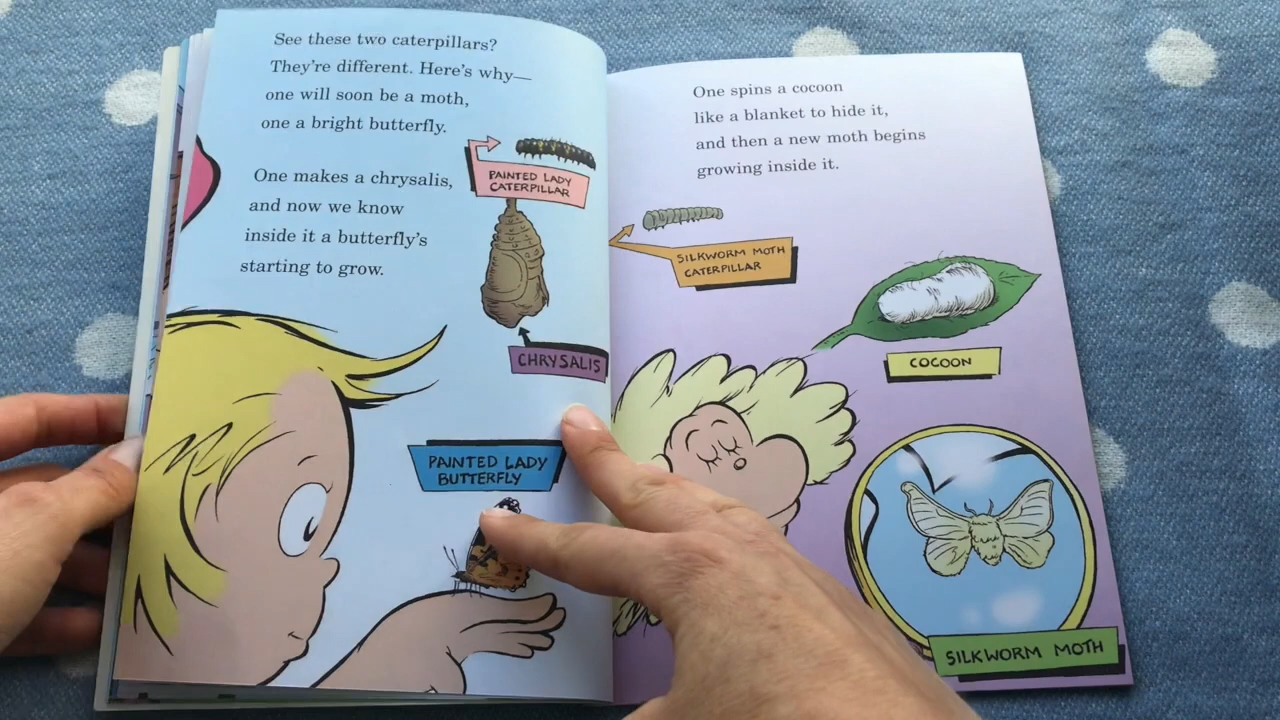 See these two caterpillars?
They're different. Here's why—
one will soon be a moth,
one a bright butterfly.
One makes a chrysalis,
and now we know
inside it a butterfly's
starting to grow.
PAINTED LADY
CATERPILLAR
CHRYSALIS
PAINTED LADY
BUTTERFLY
One spins a cocoon
like a blanket to hide it,
and then a new moth begins
growing inside it.
SILKWORM MOTH
CATERPILLAR
COCOON
SILKWORM MOTH